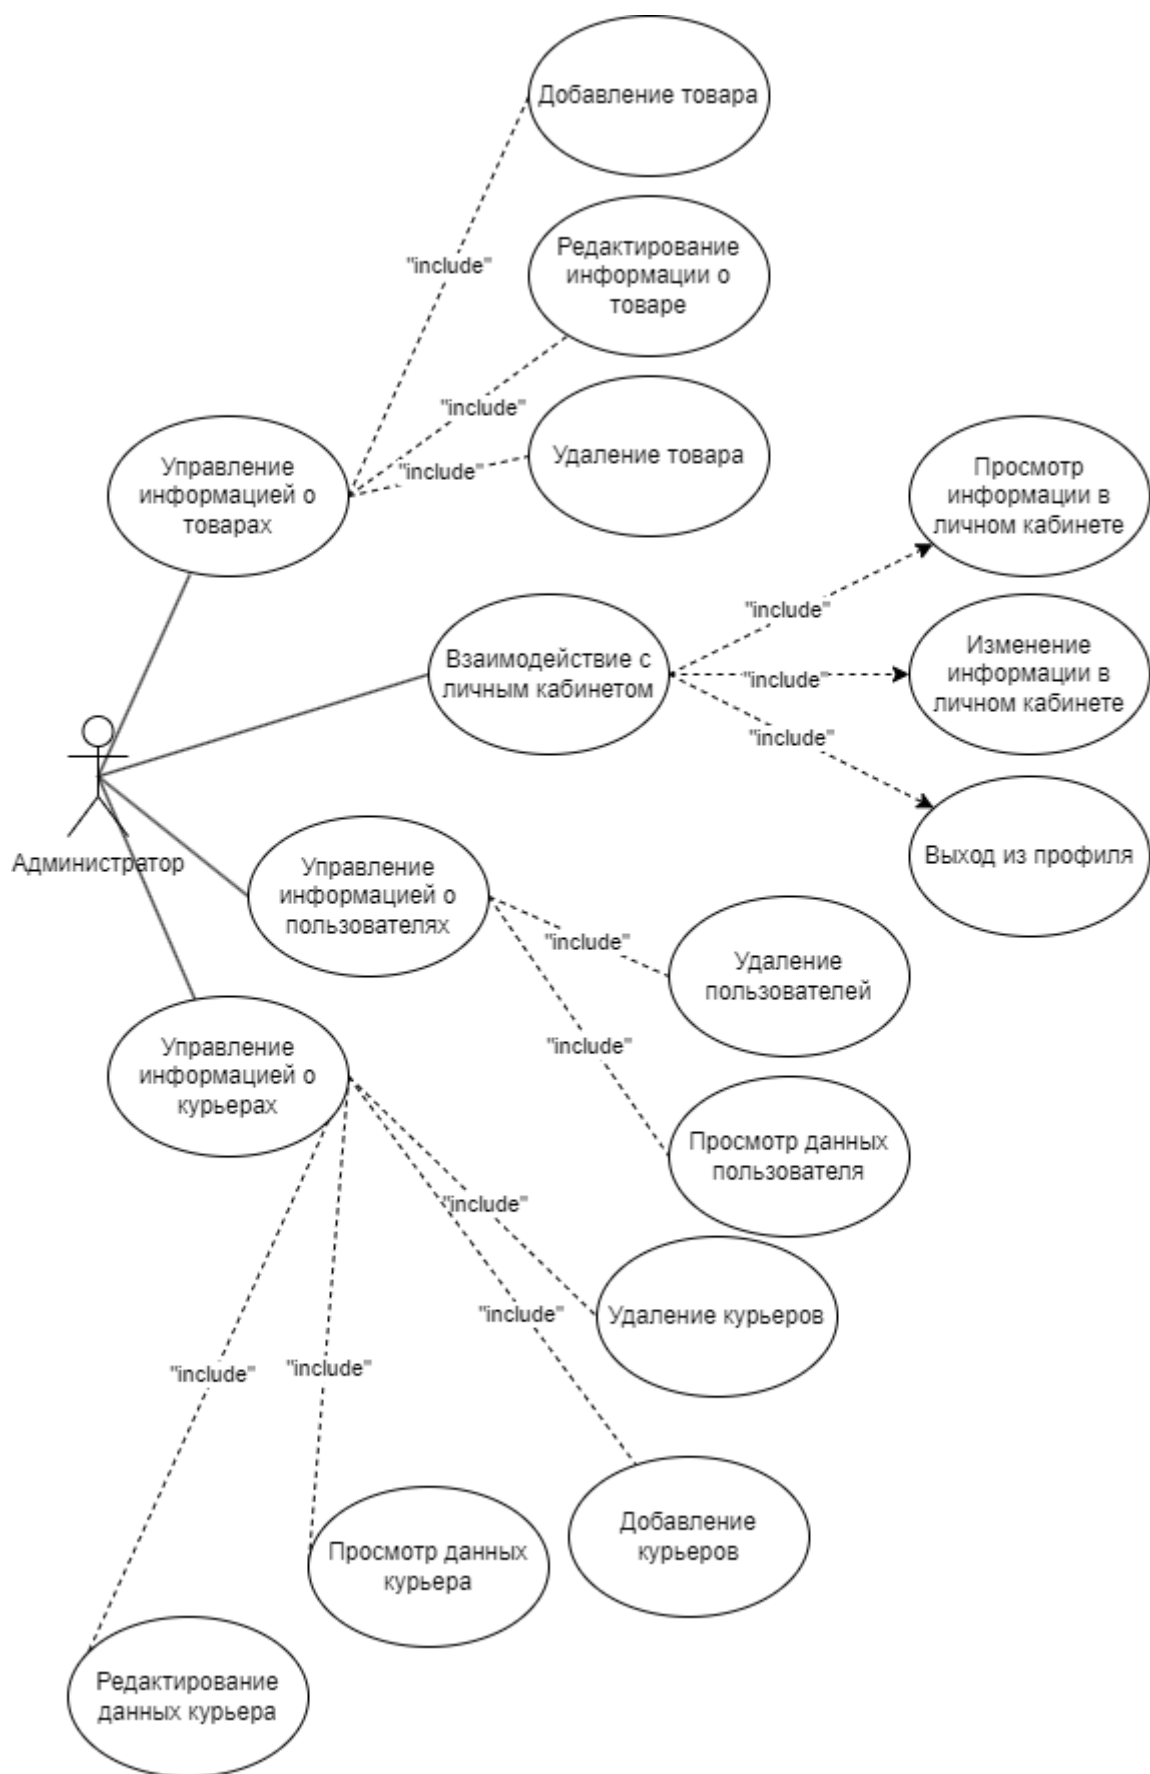 Добавление товара
"include"
Редактирование
информации о
товаре
"include"
Удаление товара
"include"
Управление
информацией о
товарах
Просмотр
информации в
личном кабинете
"include"
Взаимодействие с
личным кабинетом
"include"
Изменение
информации в
личном кабинете
"include"
Выход из профиля
Администратор
Управление
информацией о
пользователях
"include"
Удаление
пользователей
"include"
Управление
информацией о
курьерах
Просмотр данных
пользователя
"include"
Удаление курьеров
"include"
"include"
"include"
Добавление
курьеров
Просмотр данных
курьера
Редактирование
данных курьера